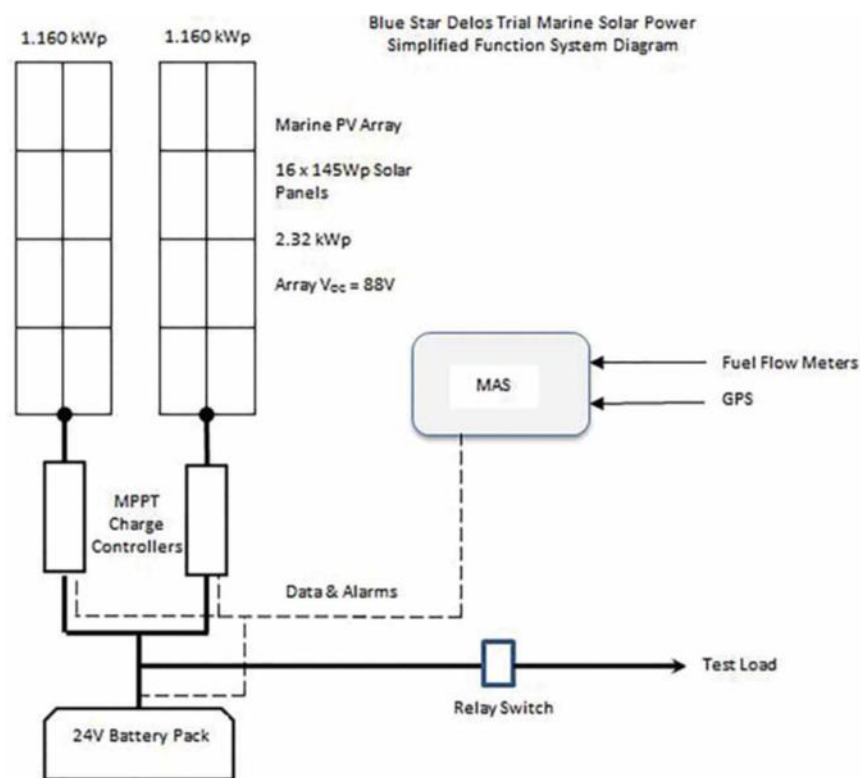 Blue Star Delos Trial Marine Solar Power
Simplified Function System Diagram
1.160 kWp
1.160 kWp
Marine PV Array
16 x 145Wp Solar
Panels
2.32 kWp
Array Voc = 88V
MAS
Fuel Flow Meters
GPS
MPPT
Charge
Controllers
Data & Alarms
Test Load
Relay Switch
24V Battery Pack